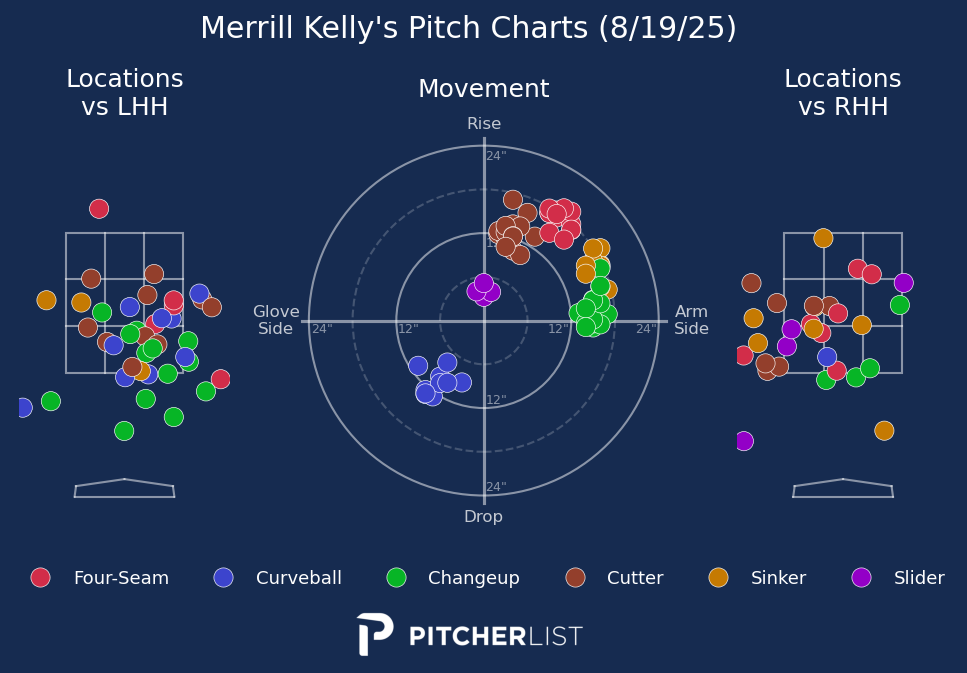 Merrill Kelly's Pitch Charts (8/19/25)
Locations
vs LHH
Movement
Locations
vs RHH
Rise
24"
Glove
Side
24"
12"
12"
24"
Arm
Side
12"
24"
Drop
Four-Seam
Curveball
Changeup
Cutter
Sinker
Slider
PITCHERLIST